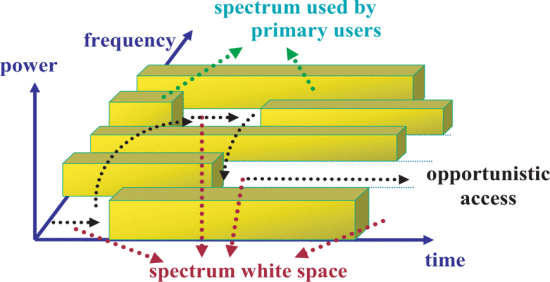 spectrum used by
primary users
frequency
power
opportunistic
access
spectrum white space
time